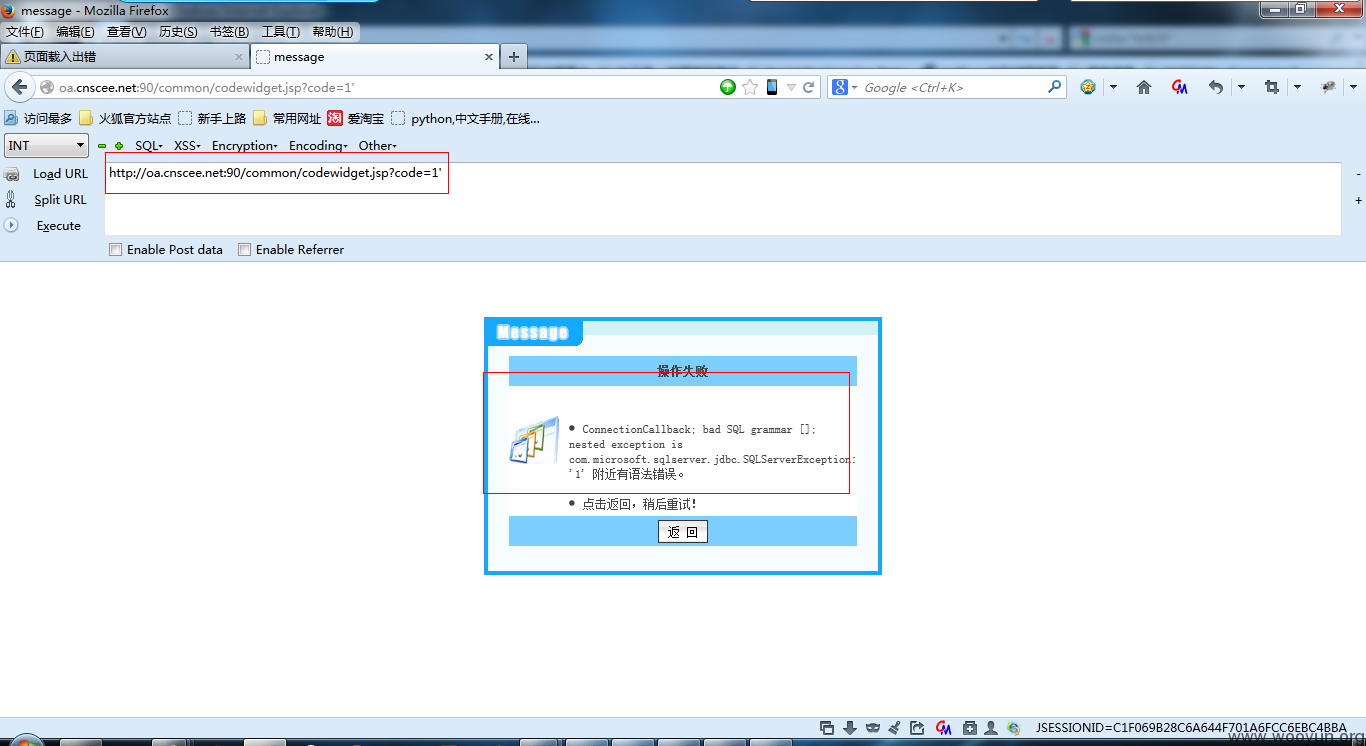 message - Mozilla Firefox
文件(F) 编辑(E) 查看(V) 历史(S) 书签(B) 工具(T) 帮助(H)
页面载入出错 × message × +
oa.cnscee.net:90/common/codewidget.jsp?code=1' Google <Ctrl+K>
访问最多 火狐官方站点 新手上路 常用网址 淘 爱淘宝 python,中文手册,在线...
INT SQL- XSS- Encryption- Encoding- Other-
Load URL http://oa.cnscee.net:90/common/codewidget.jsp?code=1' -
Split URL +
Execute
Enable Post data Enable Referrer
Message
操作失败
• ConnectionCallback; bad SQL grammar [];
nested exception is
com.microsoft.sqlserver.jdbc.SQLServerException:
'1' 附近有语法错误。
• 点击返回，稍后重试!
返 回
JSESSIONID=C1F069B28C6A644F701A6FCC6EBC4BBA
www.wooyun.org